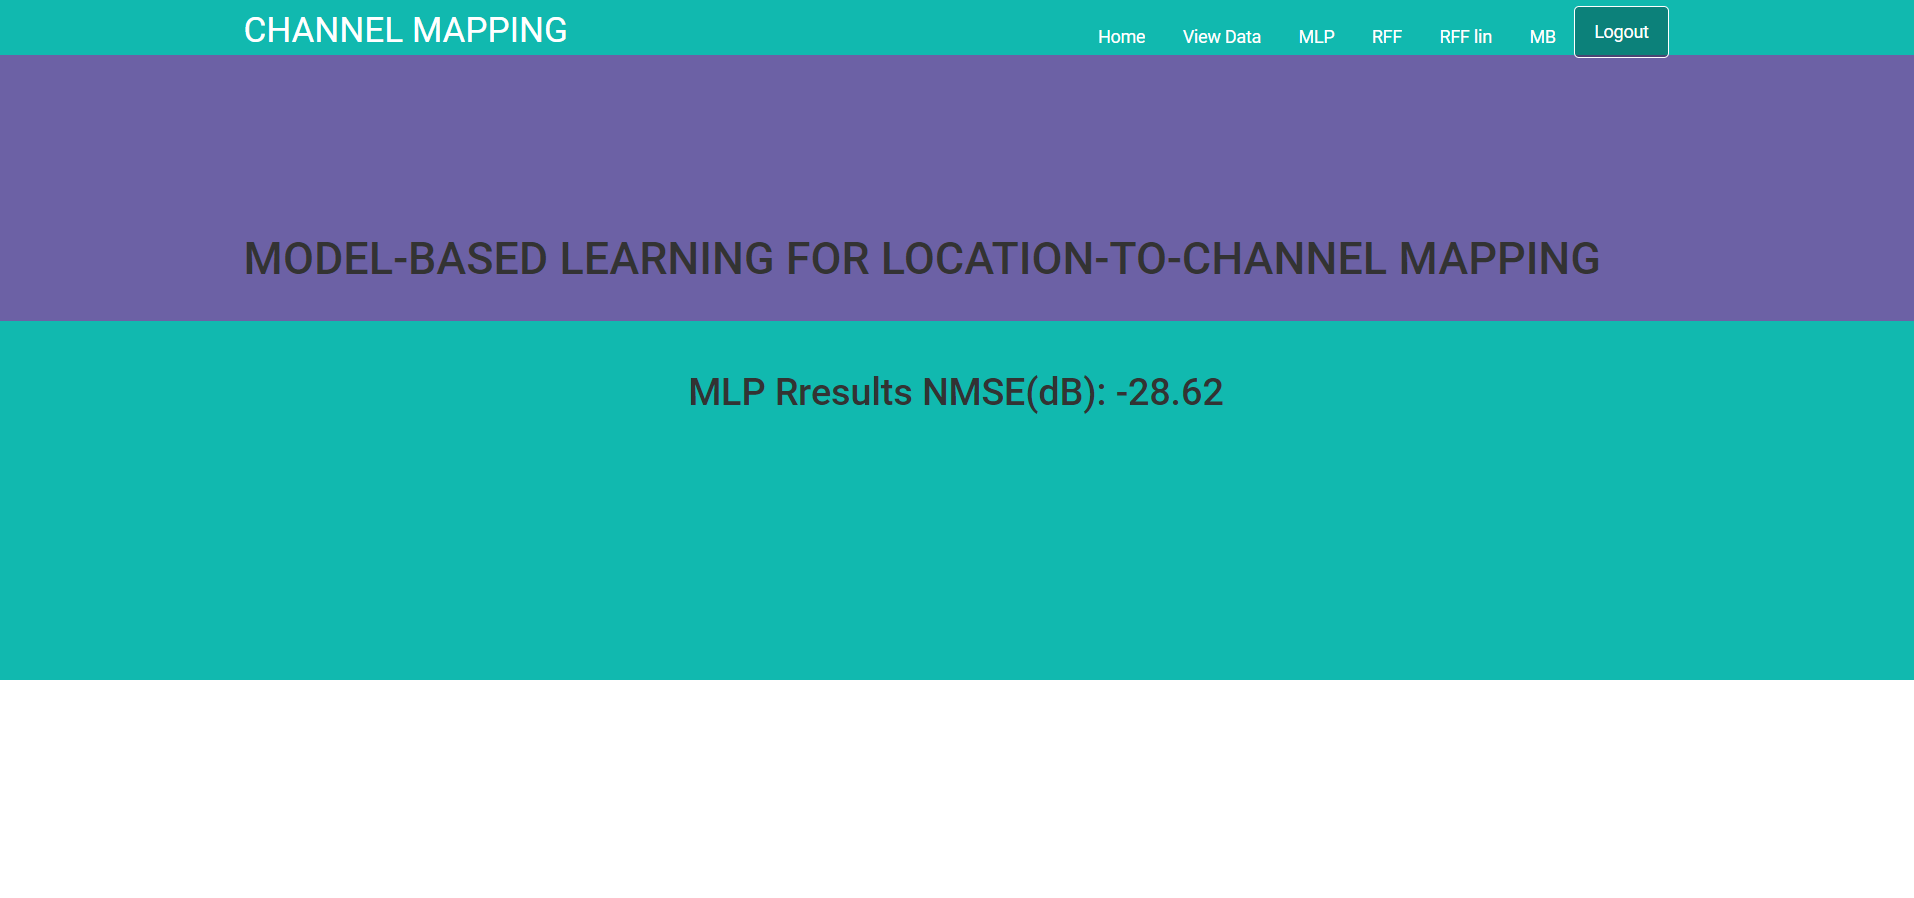 CHANNEL MAPPING
Home View Data MLP RFF RFF lin MB Logout
MODEL-BASED LEARNING FOR LOCATION-TO-CHANNEL MAPPING
MLP Rresults NMSE(dB): -28.62